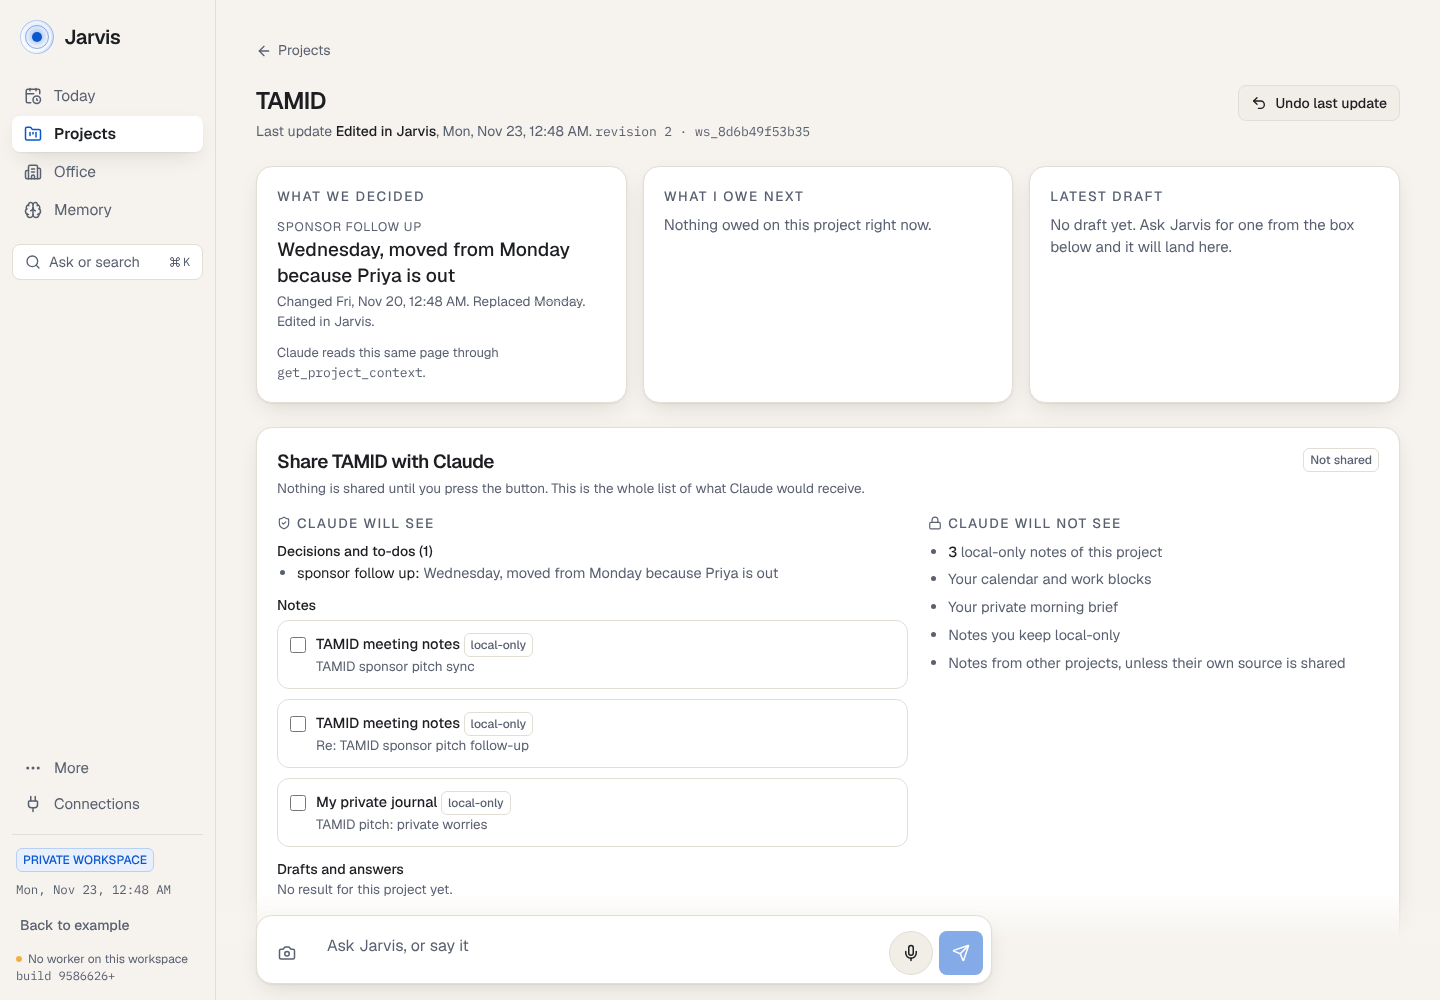 Jarvis
Today
Projects
Office
Memory
Ask or search ⌘ K
More
Connections
PRIVATE WORKSPACE
Mon, Nov 23, 12:48 AM
Back to example
No worker on this workspace
build 9586626+
← Projects
TAMID
Undo last update
Last update Edited in Jarvis, Mon, Nov 23, 12:48 AM. revision 2 · ws_8d6b49f53b35
WHAT WE DECIDED
SPONSOR FOLLOW UP
Wednesday, moved from Monday
because Priya is out
Changed Fri, Nov 20, 12:48 AM. Replaced Monday.
Edited in Jarvis.
Claude reads this same page through
get_project_context.
WHAT I OWE NEXT
Nothing owed on this project right now.
LATEST DRAFT
No draft yet. Ask Jarvis for one from the box
below and it will land here.
Share TAMID with Claude
Not shared
Nothing is shared until you press the button. This is the whole list of what Claude would receive.
CLAUDE WILL SEE
Decisions and to-dos (1)
• sponsor follow up: Wednesday, moved from Monday because Priya is out
Notes
TAMID meeting notes local-only
TAMID sponsor pitch sync
TAMID meeting notes local-only
Re: TAMID sponsor pitch follow-up
My private journal local-only
TAMID pitch: private worries
Drafts and answers
No result for this project yet.
CLAUDE WILL NOT SEE
• 3 local-only notes of this project
• Your calendar and work blocks
• Your private morning brief
• Notes you keep local-only
• Notes from other projects, unless their own source is shared
Ask Jarvis, or say it